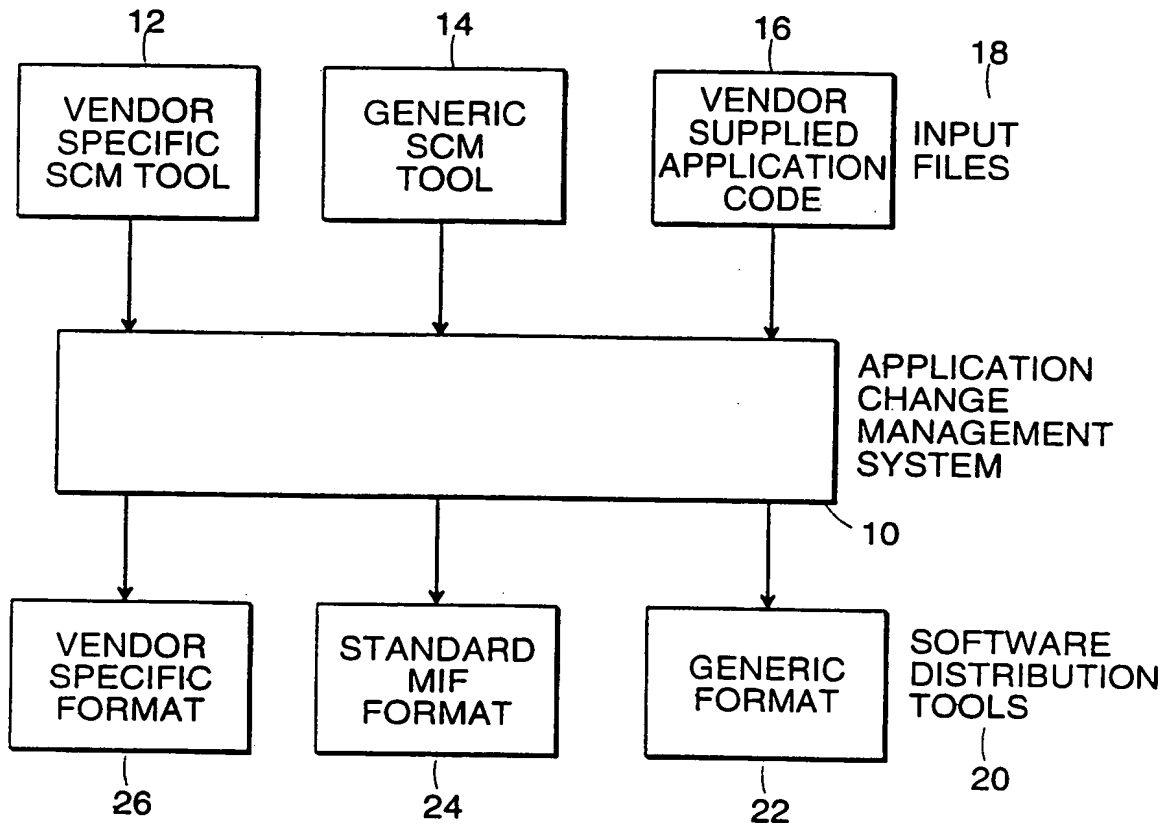 12
14
16
18
VENDOR
SPECIFIC
SCM TOOL
GENERIC
SCM
TOOL
VENDOR
SUPPLIED
APPLICATION
CODE
INPUT
FILES
APPLICATION
CHANGE
MANAGEMENT
SYSTEM
10
VENDOR
SPECIFIC
FORMAT
STANDARD
MIF
FORMAT
GENERIC
FORMAT
SOFTWARE
DISTRIBUTION
TOOLS
26
24
22
20